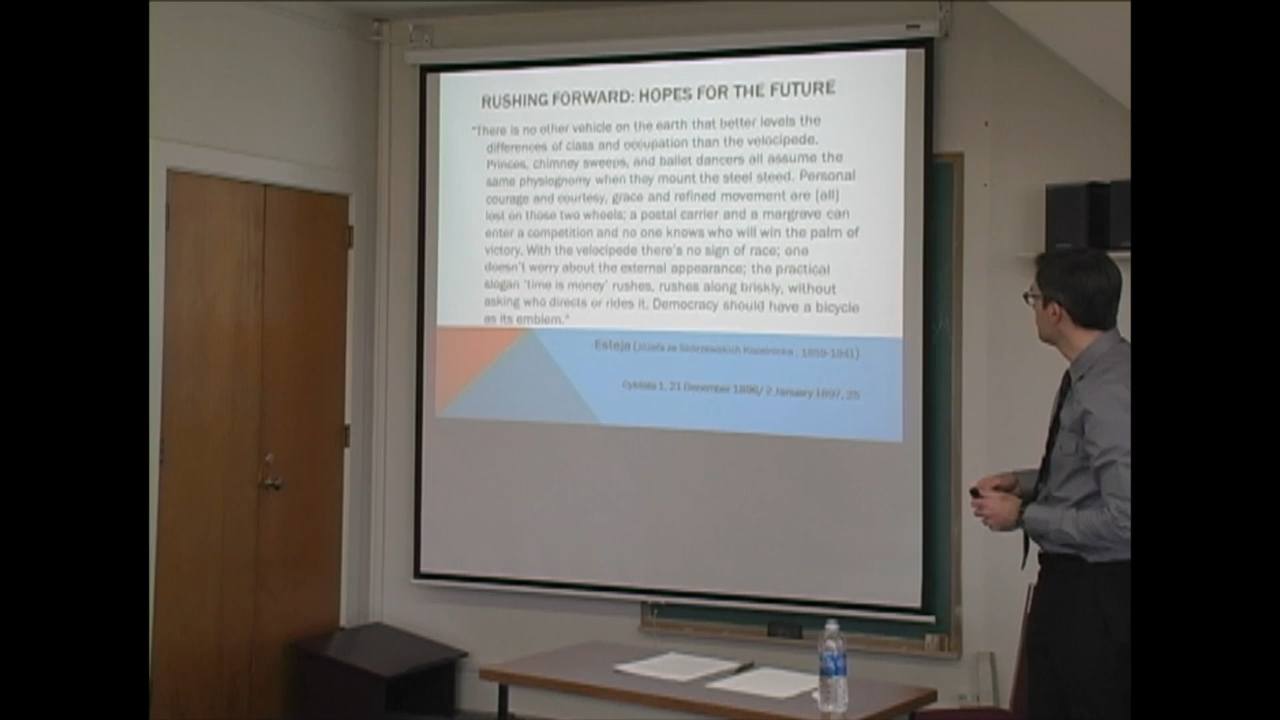 RUSHING FORWARD: HOPES FOR THE FUTURE
"There is no other vehicle on the earth that better levels the
differences of class and occupation than the velocipede.
Princes, chimney sweeps, and ballet dancers all assume the
same physiognomy when they mount the steel steed. Personal
courage and courtesy, grace and refined movement are [all]
lost on those two wheels; a postal carrier and a margrave can
enter a competition and no one knows who will win the palm of
victory. With the velocipede there's no sign of race; one
doesn't worry about the external appearance; the practical
slogan 'time is money' rushes, rushes along briskly, without
asking who directs or rides it. Democracy should have a bicycle
as its emblem."
Esteja (Józefa ze 1859-1941)
Cyklista 1, 21 December 1896/ 2 January 1897, 25